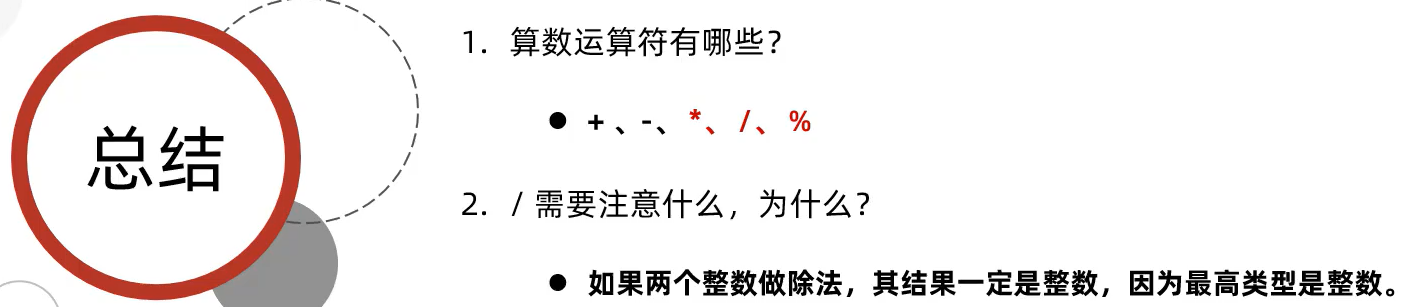 总结
1. 算数运算符有哪些？
● + 、-、*、/、%
2. / 需要注意什么，为什么？
● 如果两个整数做除法，其结果一定是整数，因为最高类型是整数。